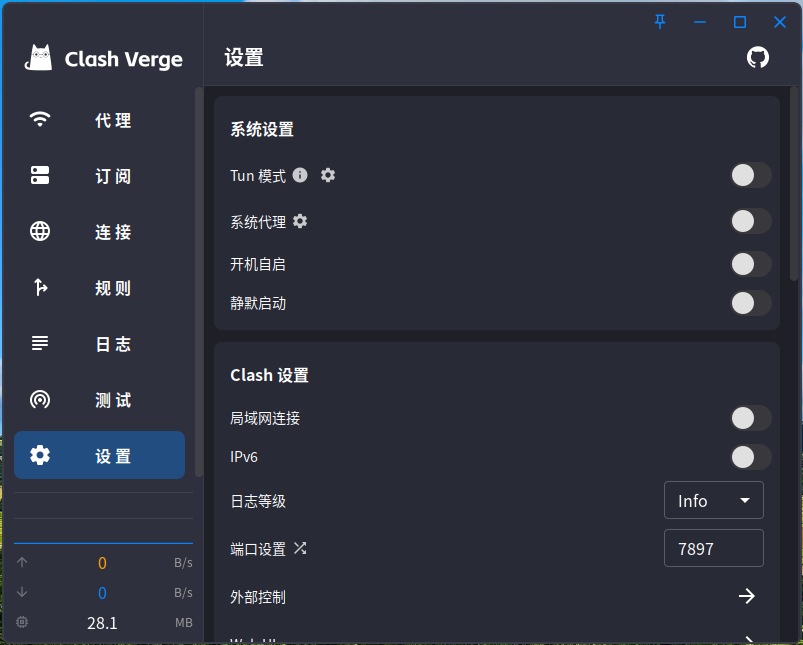 Clash Verge
设置
代理
订阅
连接
规则
日志
测试
设置
0 B/s
0 B/s
28.1 MB
系统设置
Tun 模式
系统代理
开机自启
静默启动
Clash 设置
局域网连接
IPv6
日志等级 Info
端口设置 7897
外部控制